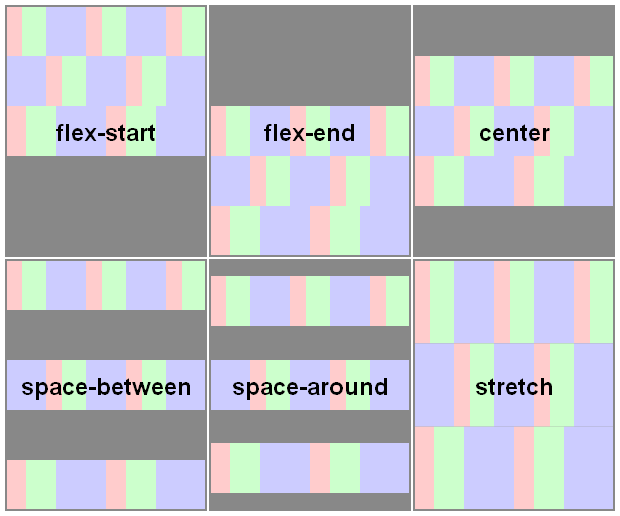 flex-start
flex-end
center
space-between
space-around
stretch